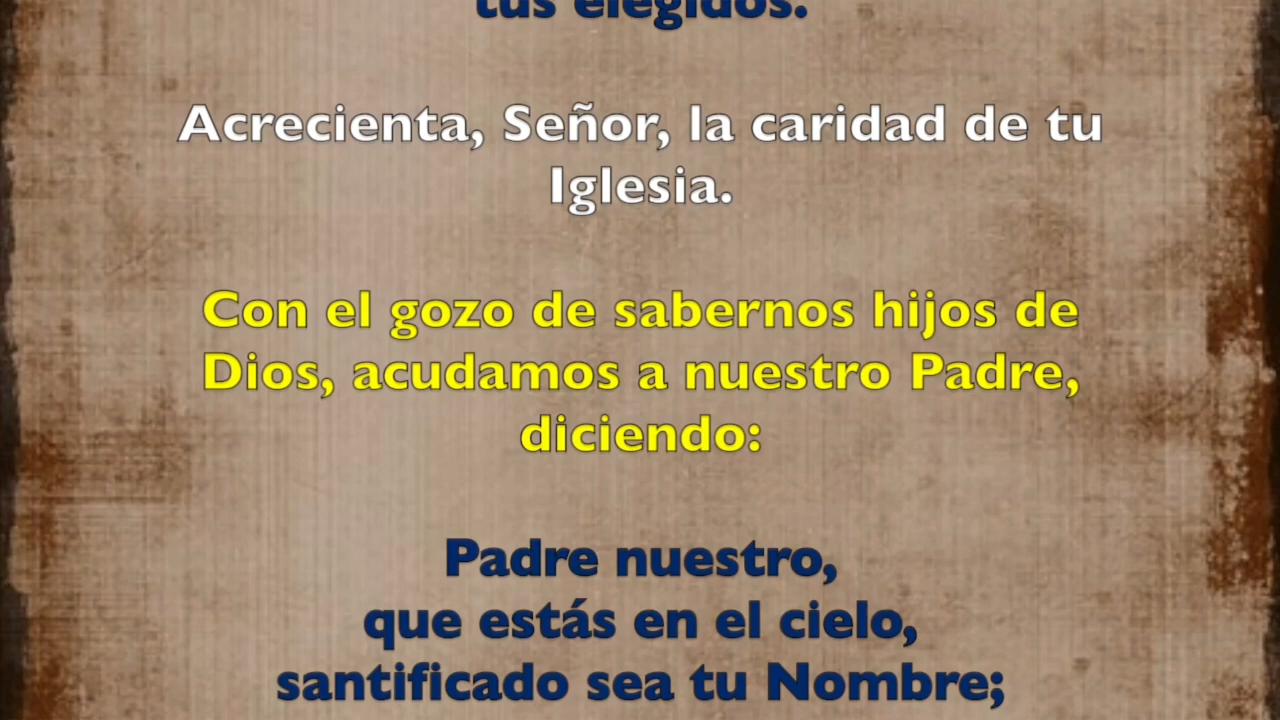 tus elegidos.
Acrecienta, Señor, la caridad de tu
Iglesia.
Con el gozo de sabernos hijos de
Dios, acudamos a nuestro Padre,
diciendo:
Padre nuestro,
que estás en el cielo,
santificado sea tu Nombre;